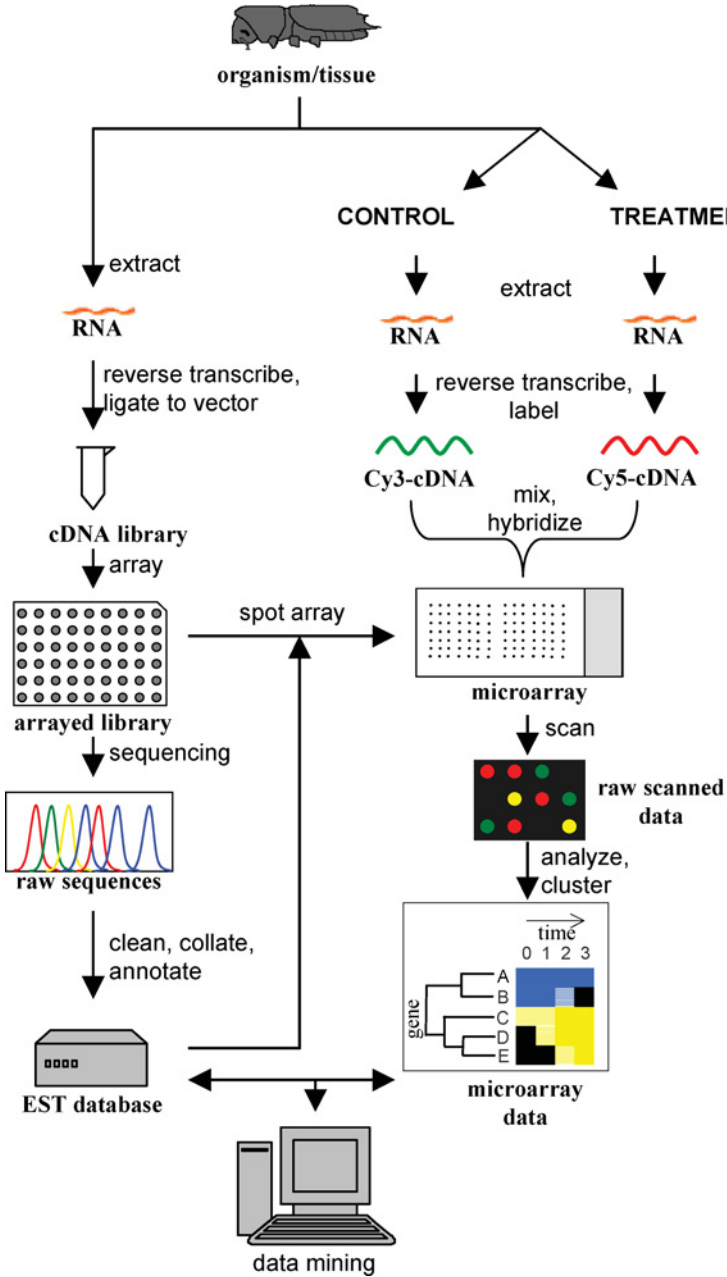 organism/tissue
CONTROL
TREATME
extract
extract
RNA
RNA
RNA
reverse transcribe,
ligate to vector
reverse transcribe,
label
Cy3-cDNA
Cy5-cDNA
mix,
hybridize
cDNA library
array
spot array
arrayed library
microarray
sequencing
scan
raw scanned
data
raw sequences
analyze,
cluster
clean, collate,
annotate
time
0 1 2 3
gene
A
B
C
D
E
EST database
microarray
data
data mining